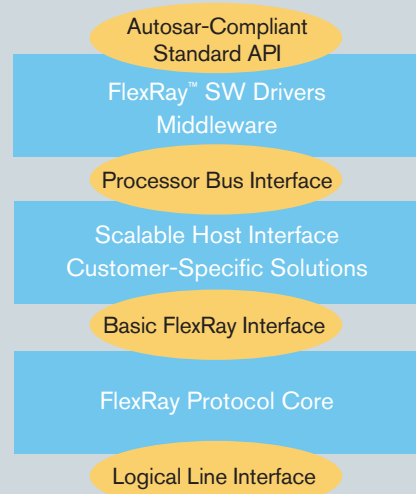 Autosar-Compliant
Standard API
FlexRay™ SW Drivers
Middleware
Processor Bus Interface
Scalable Host Interface
Customer-Specific Solutions
Basic FlexRay Interface
FlexRay Protocol Core
Logical Line Interface